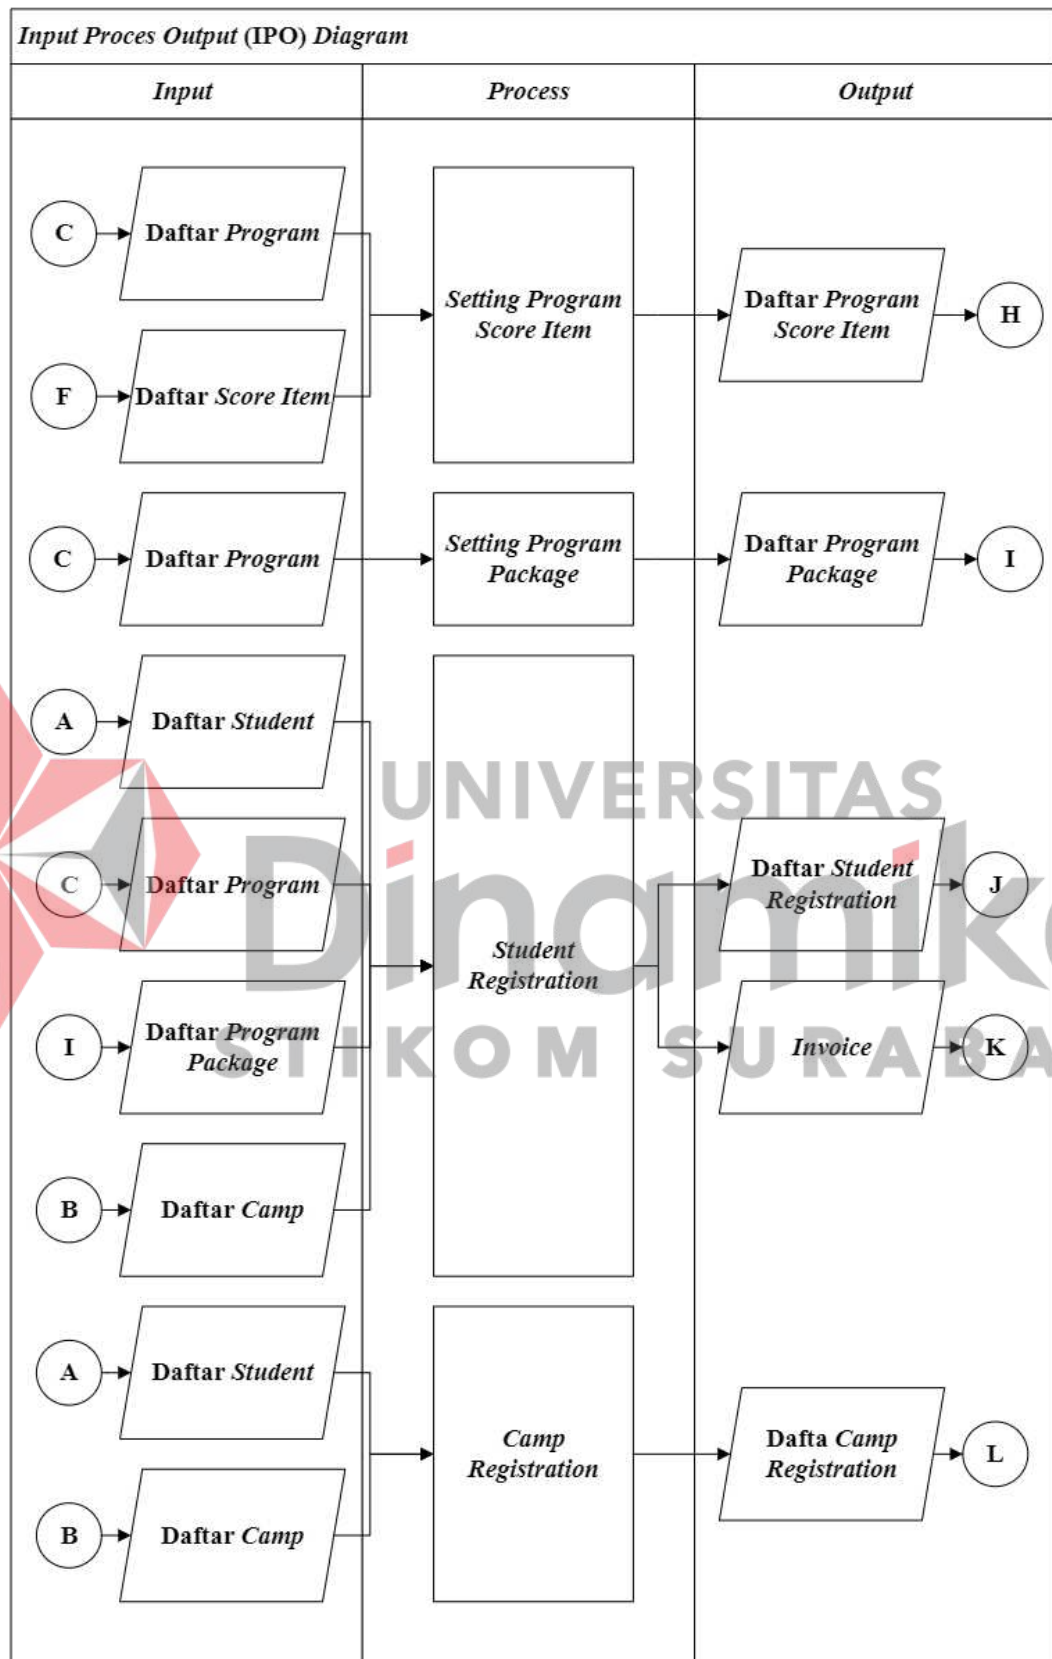 Input Proces Output (IPO) Diagram
Input
Process
Output
C
Daftar Program
F
Daftar Score Item
Setting Program
Score Item
Daftar Program
Score Item
H
C
Daftar Program
Setting Program
Package
Daftar Program
Package
I
A
Daftar Student
C
Daftar Program
I
Daftar Program
Package
B
Daftar Camp
Student
Registration
Daftar Student
Registration
J
Invoice
K
A
Daftar Student
B
Daftar Camp
Camp
Registration
Dafta Camp
Registration
L
UNIVERSITAS
Dinamik
STIKOM SURABA